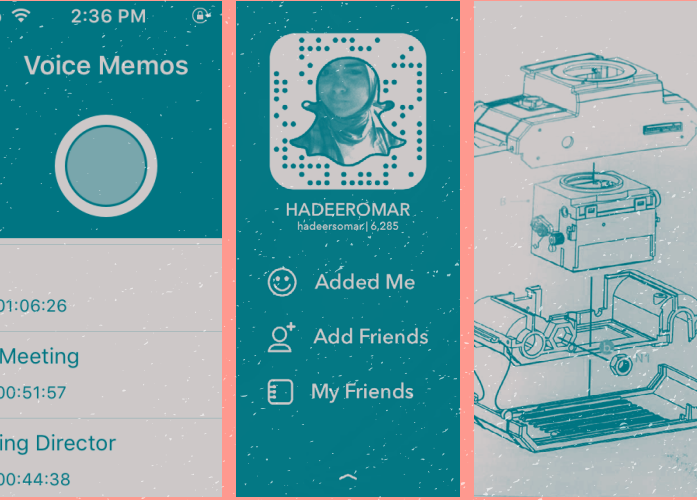 2:36 PM
Voice Memos
01:06:26
Meeting
00:51:57
ing Director
00:44:38
HADEEROMAR
hadeersomar | 6,285
Added Me
Add Friends
My Friends